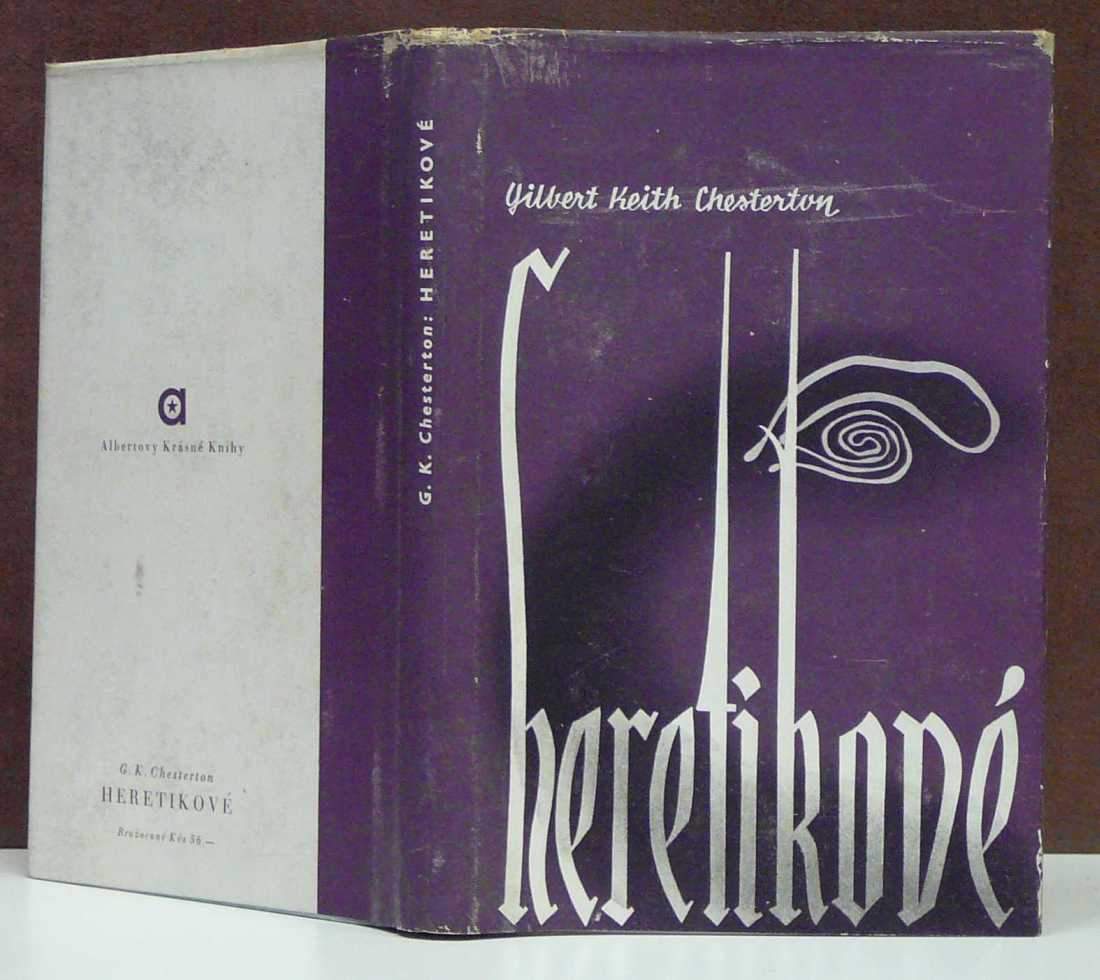 a
Albertovy Krásné Knihy
G. K. Chesterton
HERETIKOVÉ
Brožované Kčs 56 —
G. K. Chesterton: HERETIKOVÉ
Gilbert Keith Chesterton
heretikové